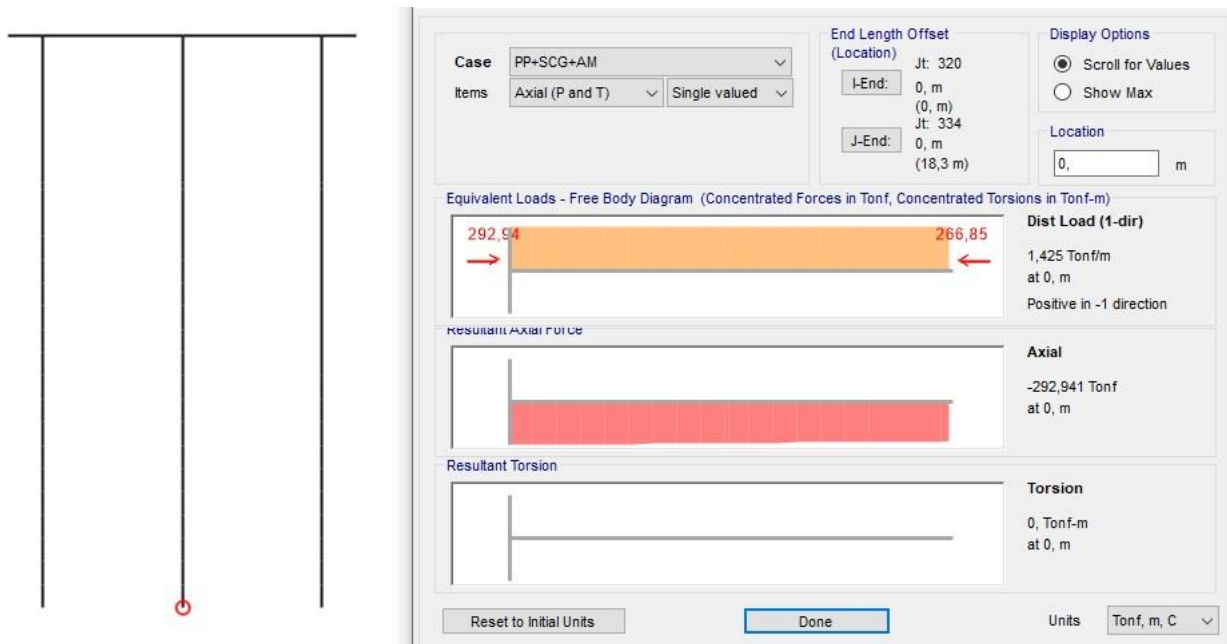 Case
PP+SCG+AM
Items
Axial (P and T)
Single valued
End Length Offset
(Location)
Jt: 320
I-End:
0, m
(0, m)
Jt: 334
J-End:
0, m
(18,3 m)
Display Options
Scroll for Values
Show Max
Location
0,
m
Equivalent Loads - Free Body Diagram (Concentrated Forces in Tonf, Concentrated Torsions in Tonf-m)
292,94
266,85
Dist Load (1-dir)
1,425 Tonf/m
at 0, m
Positive in -1 direction
Resultant Axial Force
Axial
-292,941 Tonf
at 0, m
Resultant Torsion
Torsion
0, Tonf-m
at 0, m
Reset to Initial Units
Done
Units
Tonf, m, C